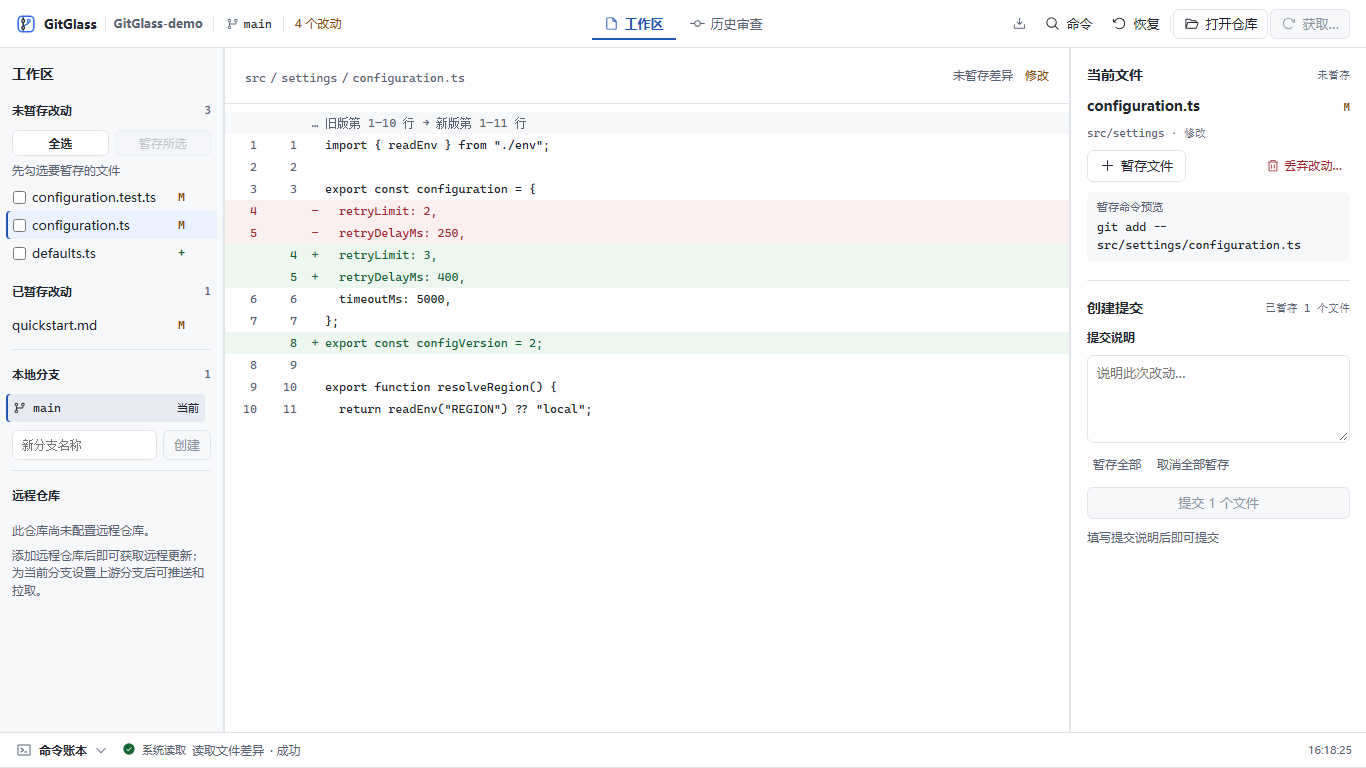 GitGlass GitGlass-demo main 4 个改动 工作区 历史审查 命令 恢复 打开仓库 获取...
工作区
未暂存改动 3
全选 暂存所选
先勾选要暂存的文件
configuration.test.ts M
configuration.ts M
defaults.ts +
已暂存改动 1
quickstart.md M
本地分支 1
main 当前
新分支名称 创建
远程仓库
此仓库尚未配置远程仓库。
添加远程仓库后即可获取远程更新；
为当前分支设置上游分支后可推送和
拉取。
src / settings / configuration.ts 未暂存差异 修改
… 旧版第 1–10 行 → 新版第 1–11 行
1 1 import { readEnv } from "./env";
2 2
3 3 export const configuration = {
4 − retryLimit: 2,
5 − retryDelayMs: 250,
4 + retryLimit: 3,
5 + retryDelayMs: 400,
6 6 timeoutMs: 5000,
7 7 };
8 + export const configVersion = 2;
8 9
9 10 export function resolveRegion() {
10 11 return readEnv("REGION") ?? "local";
当前文件 未暂存
configuration.ts M
src/settings · 修改
暂存文件 丢弃改动...
暂存命令预览
git add --
src/settings/configuration.ts
创建提交 已暂存 1 个文件
提交说明
说明此次改动...
暂存全部 取消全部暂存
提交 1 个文件
填写提交说明后即可提交
命令账本 系统读取 读取文件差异 · 成功 16:18:25